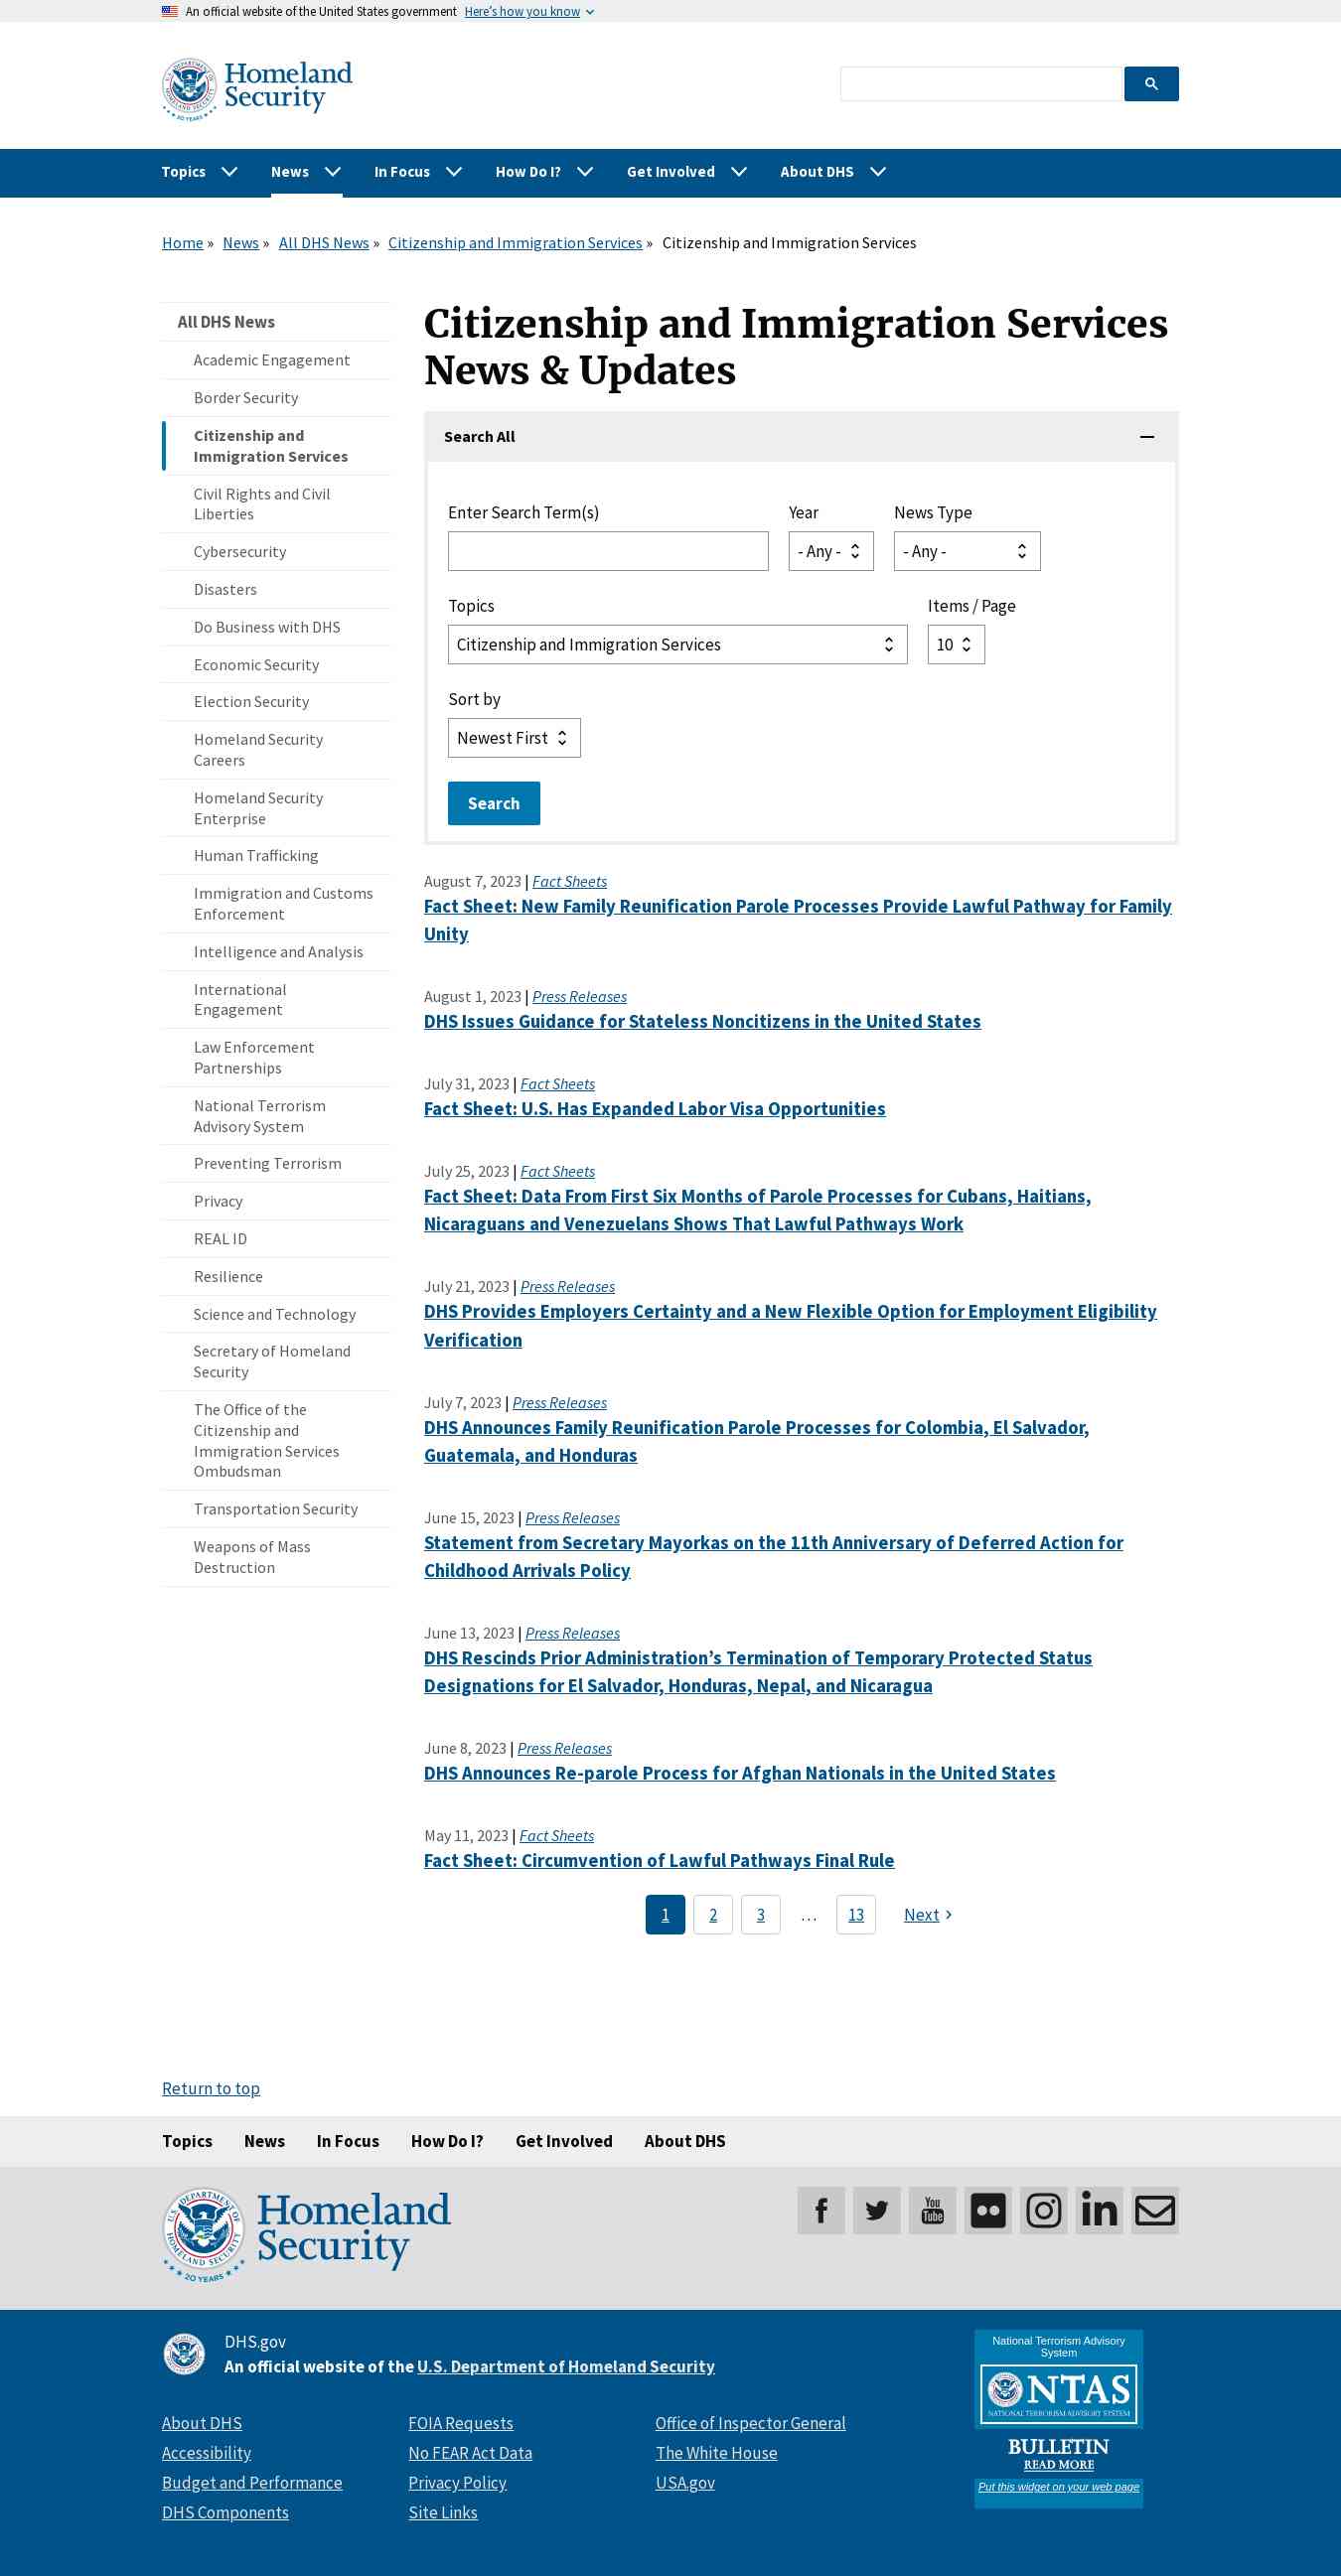 An official website of the United States government Here's how you know
U.S. DEPARTMENT OF HOMELAND SECURITY
20 YEARS
Homeland
Security
Topics News In Focus How Do I? Get Involved About DHS
Home » News » All DHS News » Citizenship and Immigration Services » Citizenship and Immigration Services
All DHS News
Academic Engagement
Border Security
Citizenship and
Immigration Services
Civil Rights and Civil
Liberties
Cybersecurity
Disasters
Do Business with DHS
Economic Security
Election Security
Homeland Security
Careers
Homeland Security
Enterprise
Human Trafficking
Immigration and Customs
Enforcement
Intelligence and Analysis
International
Engagement
Law Enforcement
Partnerships
National Terrorism
Advisory System
Preventing Terrorism
Privacy
REAL ID
Resilience
Science and Technology
Secretary of Homeland
Security
The Office of the
Citizenship and
Immigration Services
Ombudsman
Transportation Security
Weapons of Mass
Destruction
Citizenship and Immigration Services
News & Updates
Search All
Enter Search Term(s) Year News Type
- Any - - Any -
Topics Items / Page
Citizenship and Immigration Services 10
Sort by
Newest First
Search
August 7, 2023 | Fact Sheets
Fact Sheet: New Family Reunification Parole Processes Provide Lawful Pathway for Family
Unity
August 1, 2023 | Press Releases
DHS Issues Guidance for Stateless Noncitizens in the United States
July 31, 2023 | Fact Sheets
Fact Sheet: U.S. Has Expanded Labor Visa Opportunities
July 25, 2023 | Fact Sheets
Fact Sheet: Data From First Six Months of Parole Processes for Cubans, Haitians,
Nicaraguans and Venezuelans Shows That Lawful Pathways Work
July 21, 2023 | Press Releases
DHS Provides Employers Certainty and a New Flexible Option for Employment Eligibility
Verification
July 7, 2023 | Press Releases
DHS Announces Family Reunification Parole Processes for Colombia, El Salvador,
Guatemala, and Honduras
June 15, 2023 | Press Releases
Statement from Secretary Mayorkas on the 11th Anniversary of Deferred Action for
Childhood Arrivals Policy
June 13, 2023 | Press Releases
DHS Rescinds Prior Administration’s Termination of Temporary Protected Status
Designations for El Salvador, Honduras, Nepal, and Nicaragua
June 8, 2023 | Press Releases
DHS Announces Re-parole Process for Afghan Nationals in the United States
May 11, 2023 | Fact Sheets
Fact Sheet: Circumvention of Lawful Pathways Final Rule
1 2 3 … 13 Next
Return to top
Topics News In Focus How Do I? Get Involved About DHS
U.S. DEPARTMENT OF HOMELAND SECURITY
20 YEARS
Homeland
Security
You
Tube
DHS.gov
An official website of the U.S. Department of Homeland Security
About DHS FOIA Requests Office of Inspector General
Accessibility No FEAR Act Data The White House
Budget and Performance Privacy Policy USA.gov
DHS Components Site Links
National Terrorism Advisory
System
NTAS
NATIONAL TERRORISM ADVISORY SYSTEM
BULLETIN
READ MORE
Put this widget on your web page